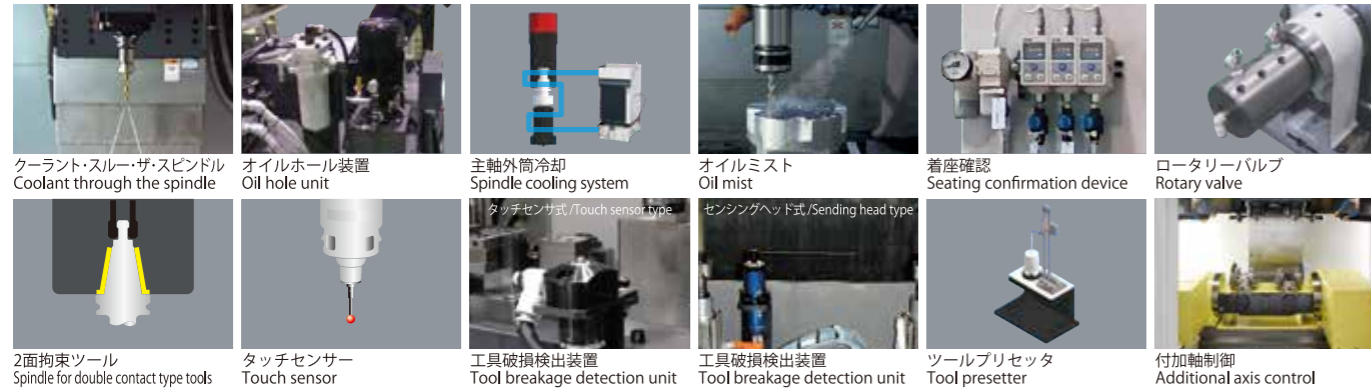 クーラント・スルー・ザ・スピンドル
Coolant through the spindle
オイルホール装置
Oil hole unit
主軸外筒冷却
Spindle cooling system
オイルミスト
Oil mist
着座確認
Seating confirmation device
ロータリーバルブ
Rotary valve
2面拘束ツール
Spindle for double contact type tools
タッチセンサー
Touch sensor
タッチセンサ式/Touch sensor type
工具破損検出装置
Tool breakage detection unit
センシングヘッド式/Sending head type
工具破損検出装置
Tool breakage detection unit
ツールプリセッタ
Tool presetter
付加軸制御
Additional axis control